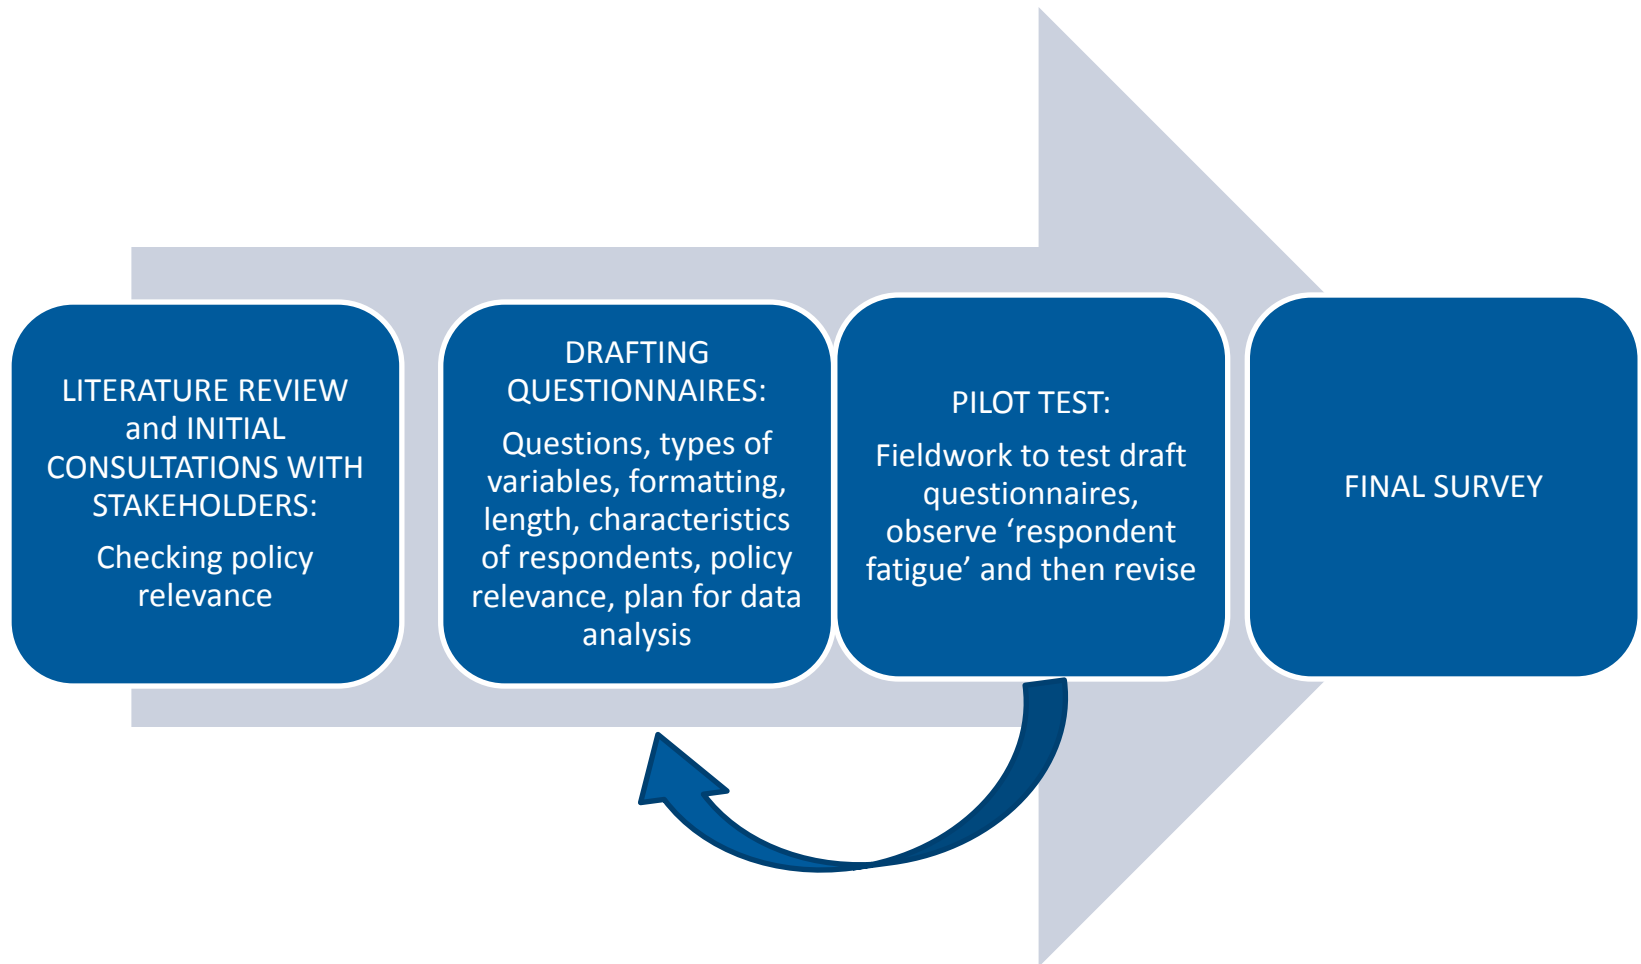 LITERATURE REVIEW
and INITIAL
CONSULTATIONS WITH
STAKEHOLDERS:
Checking policy
relevance
DRAFTING
QUESTIONNAIRES:
Questions, types of
variables, formatting,
length, characteristics
of respondents, policy
relevance, plan for data
analysis
PILOT TEST:
Fieldwork to test draft
questionnaires,
observe ‘respondent
fatigue’ and then revise
FINAL SURVEY